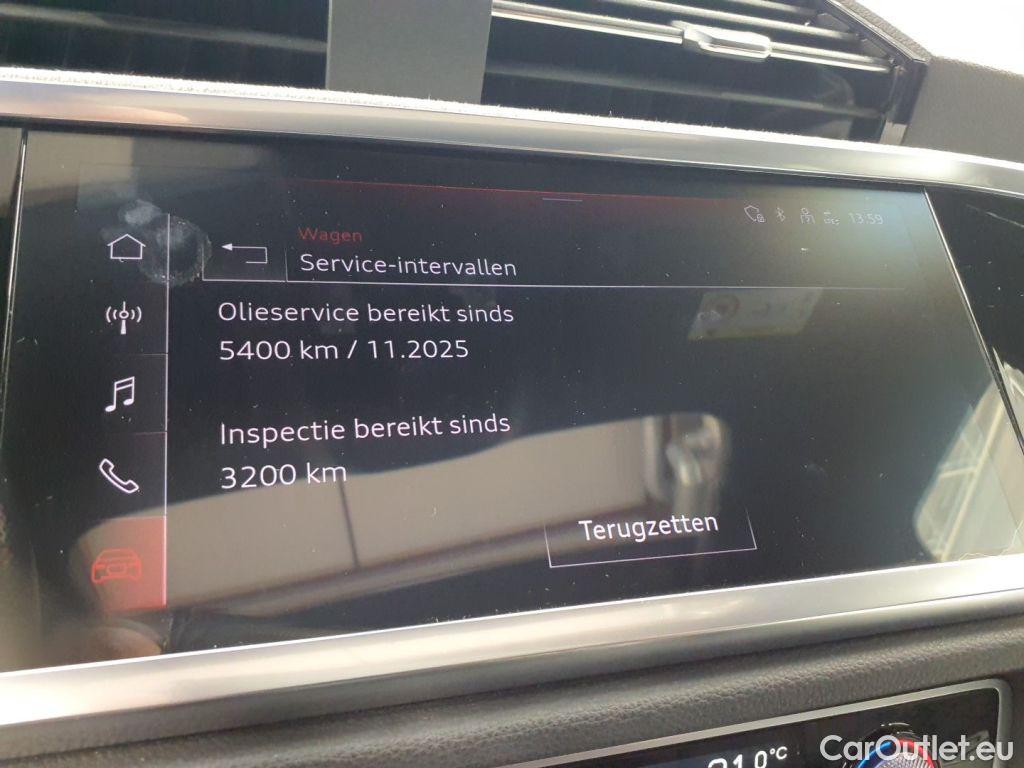 13:59
Wagen
Service-intervallen
Olieservice bereikt sinds
5400 km / 11.2025
Inspectie bereikt sinds
3200 km
Terugzetten
CarOutlet.eu